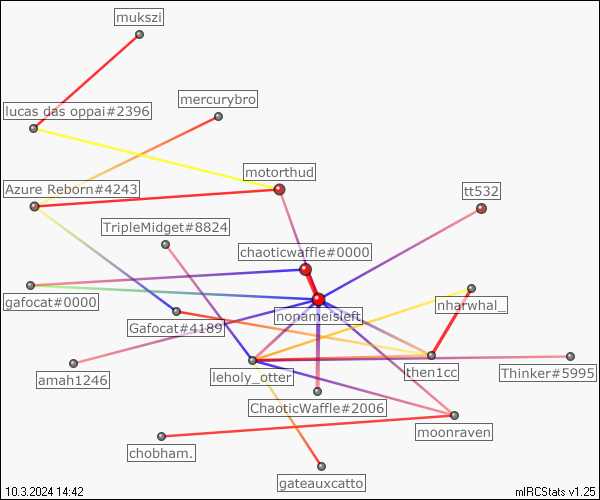 mukszi
mercurybro
lucas das oppai#2396
motorthud
Azure Reborn#4243
tt532
TripleMidget#8824
chaoticwaffle#0000
gafocat#0000
nharwhal_
nonameisleft
Gafocat#4189
then1cc
Thinker#5995
leholy_otter
amah1246
ChaoticWaffle#2006
moonraven
chobham.
gateauxcatto
10.3.2024 14:42
mIRCStats v1.25